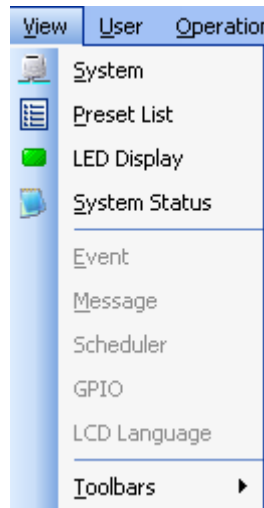 View User Operation
System
Preset List
LED Display
System Status
Event
Message
Scheduler
GPIO
LCD Language
Toolbars